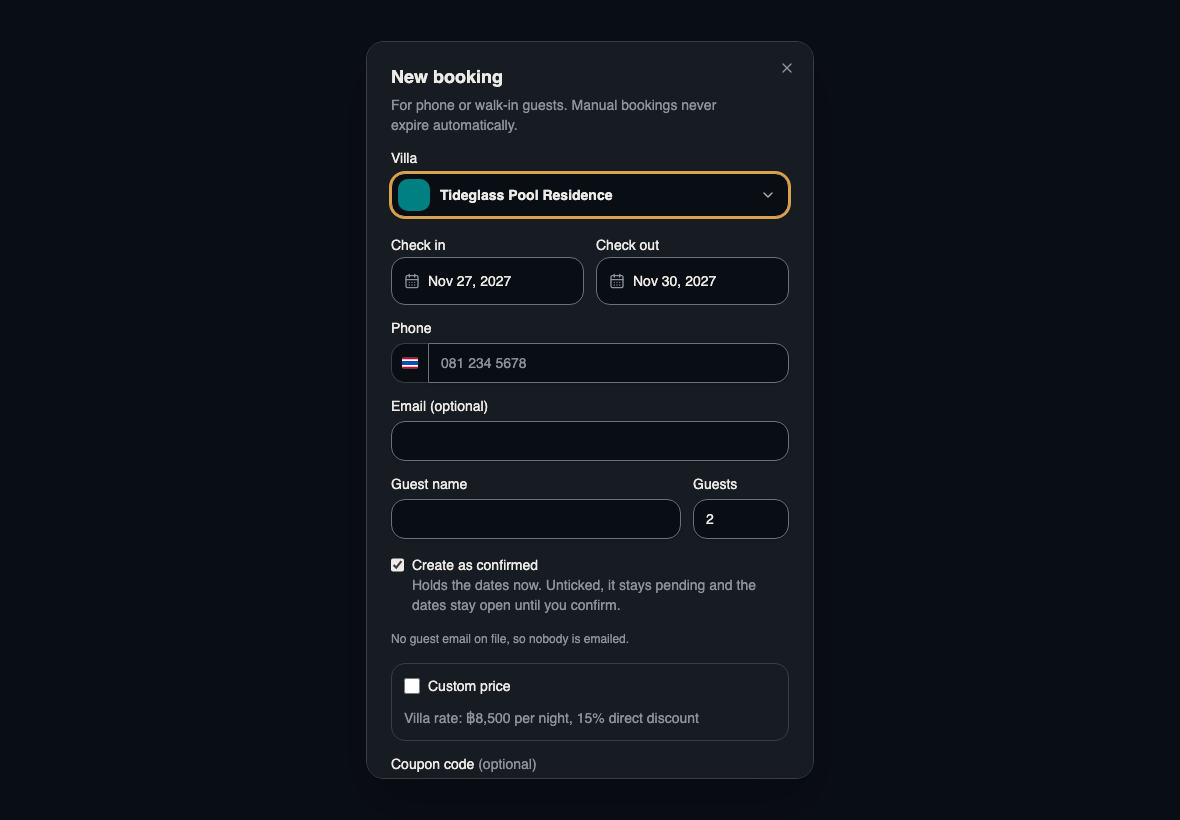 New booking
For phone or walk-in guests. Manual bookings never
expire automatically.
Villa
Tideglass Pool Residence
Check in
Check out
Nov 27, 2027
Nov 30, 2027
Phone
081 234 5678
Email (optional)
Guest name
Guests
2
Create as confirmed
Holds the dates now. Unticked, it stays pending and the
dates stay open until you confirm.
No guest email on file, so nobody is emailed.
Custom price
Villa rate: ฿8,500 per night, 15% direct discount
Coupon code (optional)